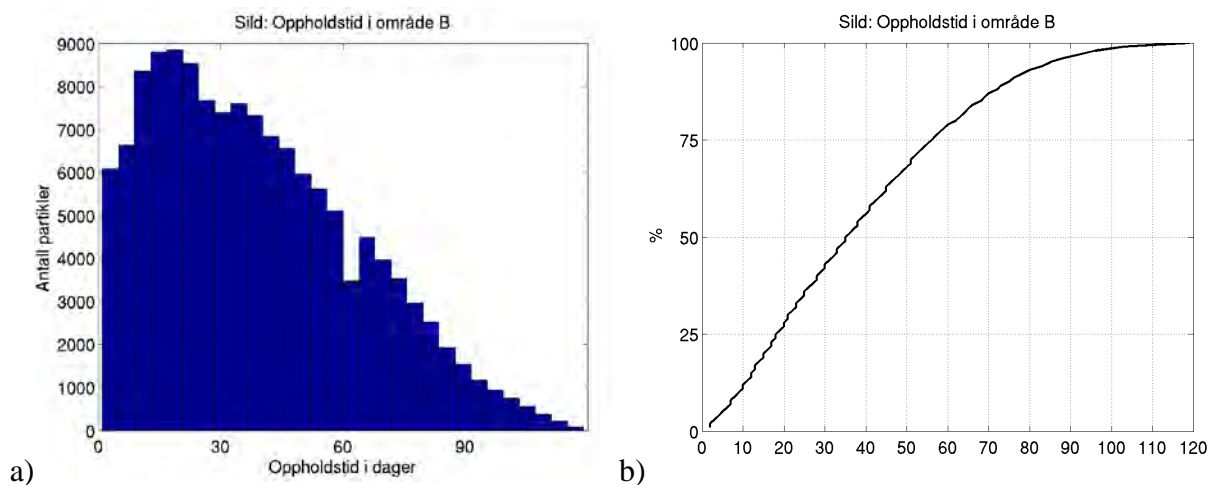 Sild: Oppholdstid i område B
9000
8000
7000
6000
5000
4000
3000
2000
1000
0
Antall partikler
30
60
90
Oppholdstid i dager
a)
Sild: Oppholdstid i område B
100
75
50
25
0
%
0 10 20 30 40 50 60 70 80 90 100 110 120
b)